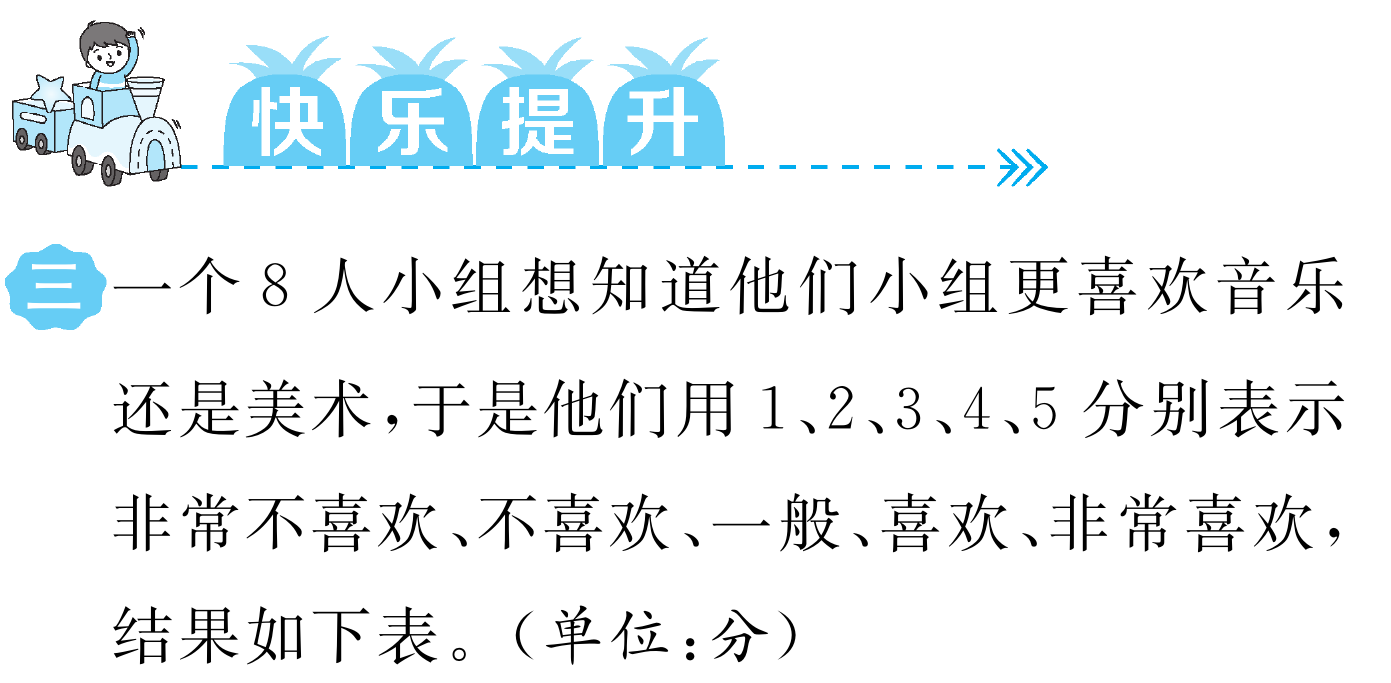 快乐提升
三 一个8人小组想知道他们小组更喜欢音乐
还是美术,于是他们用1、2、3、4、5分别表示
非常不喜欢、不喜欢、一般、喜欢、非常喜欢,
结果如下表。(单位:分)